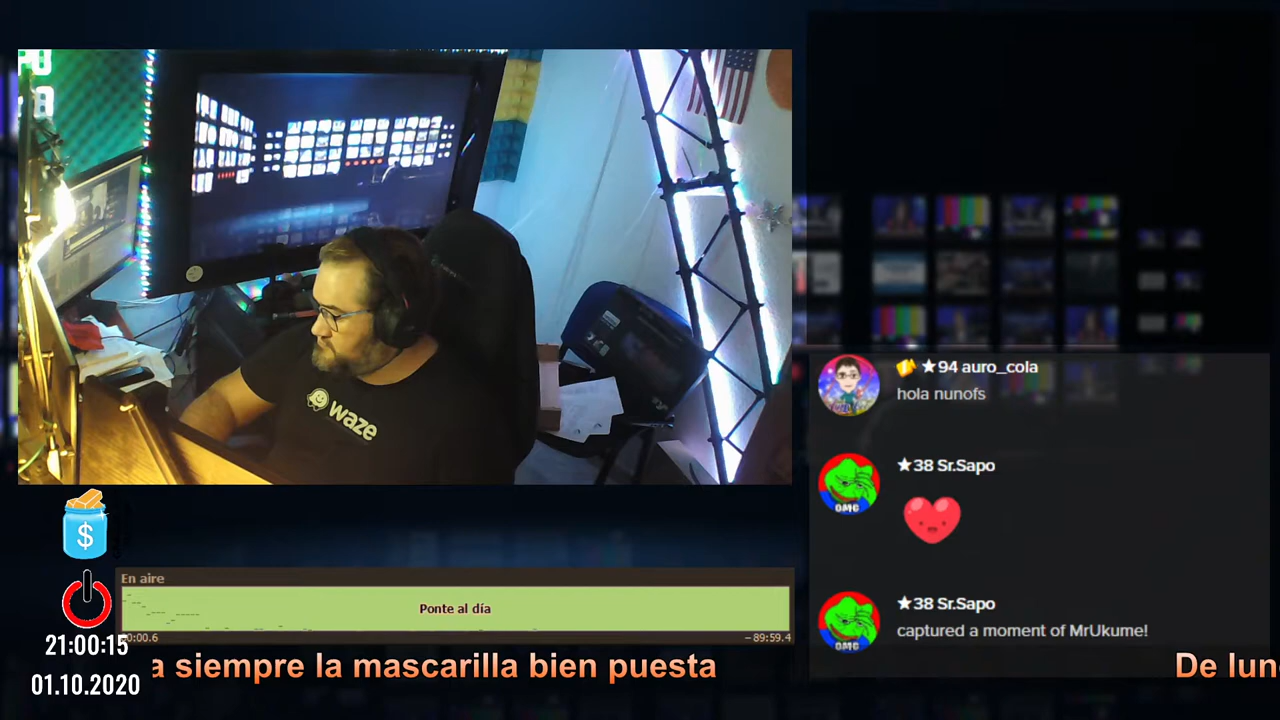 waze
94 auro_cola
hola nunofs
38 Sr.Sapo
OMG
38 Sr.Sapo
captured a moment of MrUkume!
OMG
$
En aire
Ponte al día
00:00.6
−89:59.4
21:00:15
01.10.2020
a siempre la mascarilla bien puesta
De lun